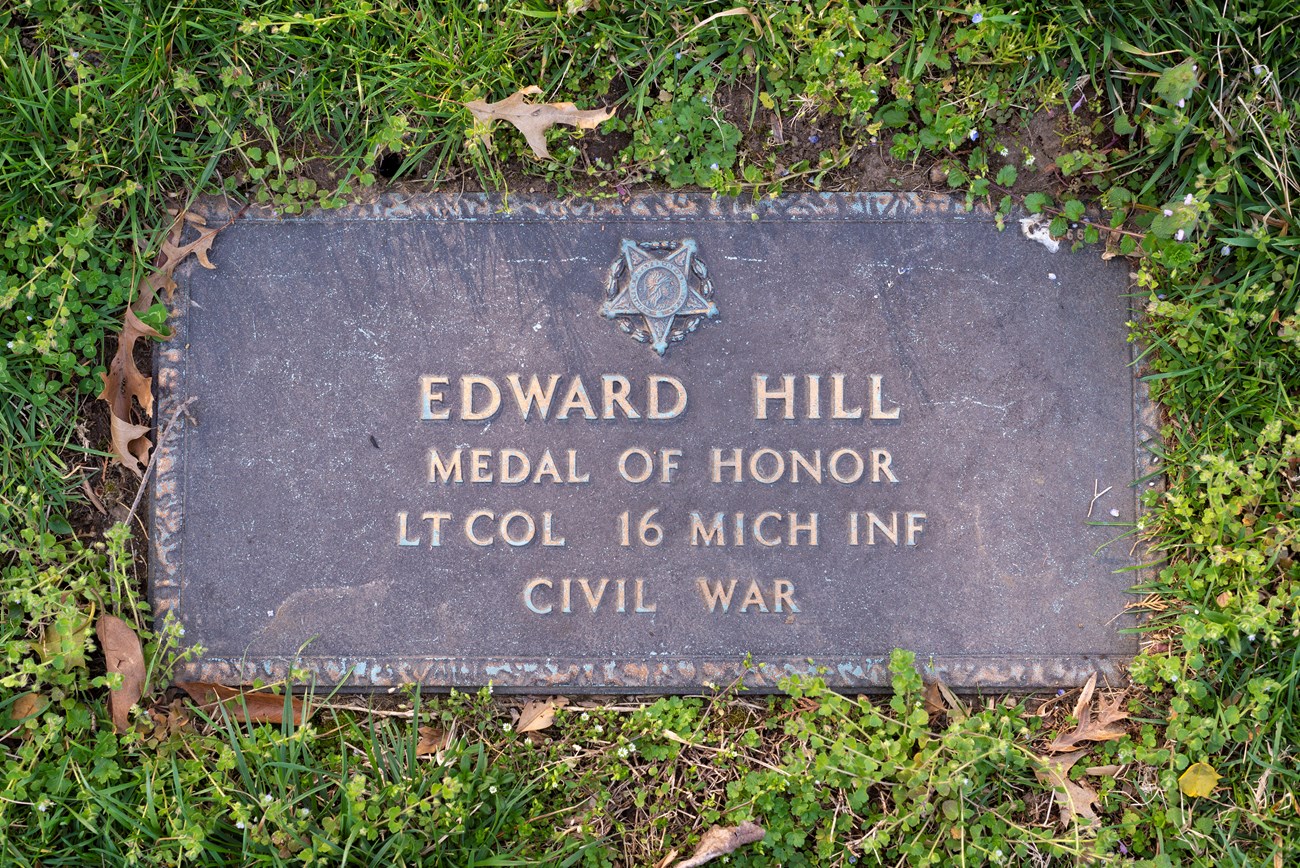 EDWARD HILL
MEDAL OF HONOR
LT COL 16 MICH INF
CIVIL WAR